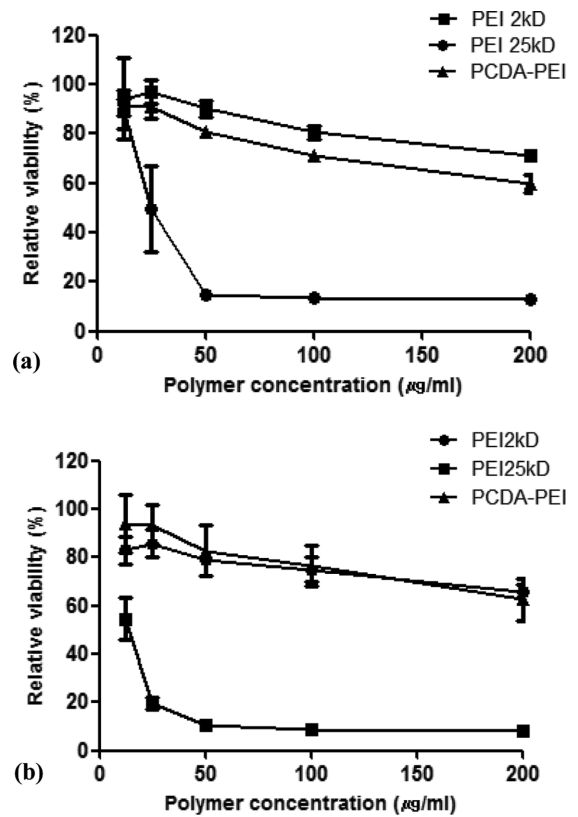 PEI 2kD
PEI 25kD
PCDA-PEI
120
100
80
60
40
20
0
Relative viability (%)
0 50 100 150 200
Polymer concentration (μg/ml)
(a)
PEI2kD
PEI25kD
PCDA-PEI
120
100
80
60
40
20
0
Relative viability (%)
0 50 100 150 200
Polymer concentration (μg/ml)
(b)